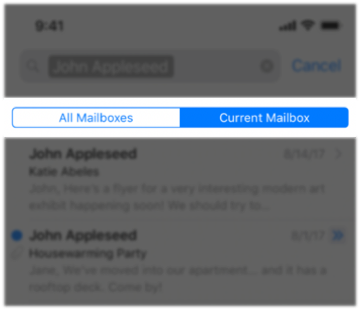 9:41
John Appleseed
Cancel
All Mailboxes
Current Mailbox
John Appleseed
8/14/17
Katie Abeles
John, Here's a flyer for a very interesting modern art
exhibit happening soon! We should try to...
John Appleseed
8/1/17
Housewarming Party
Jane, We've moved into our apartment... and it has a
rooftop deck. Come by!